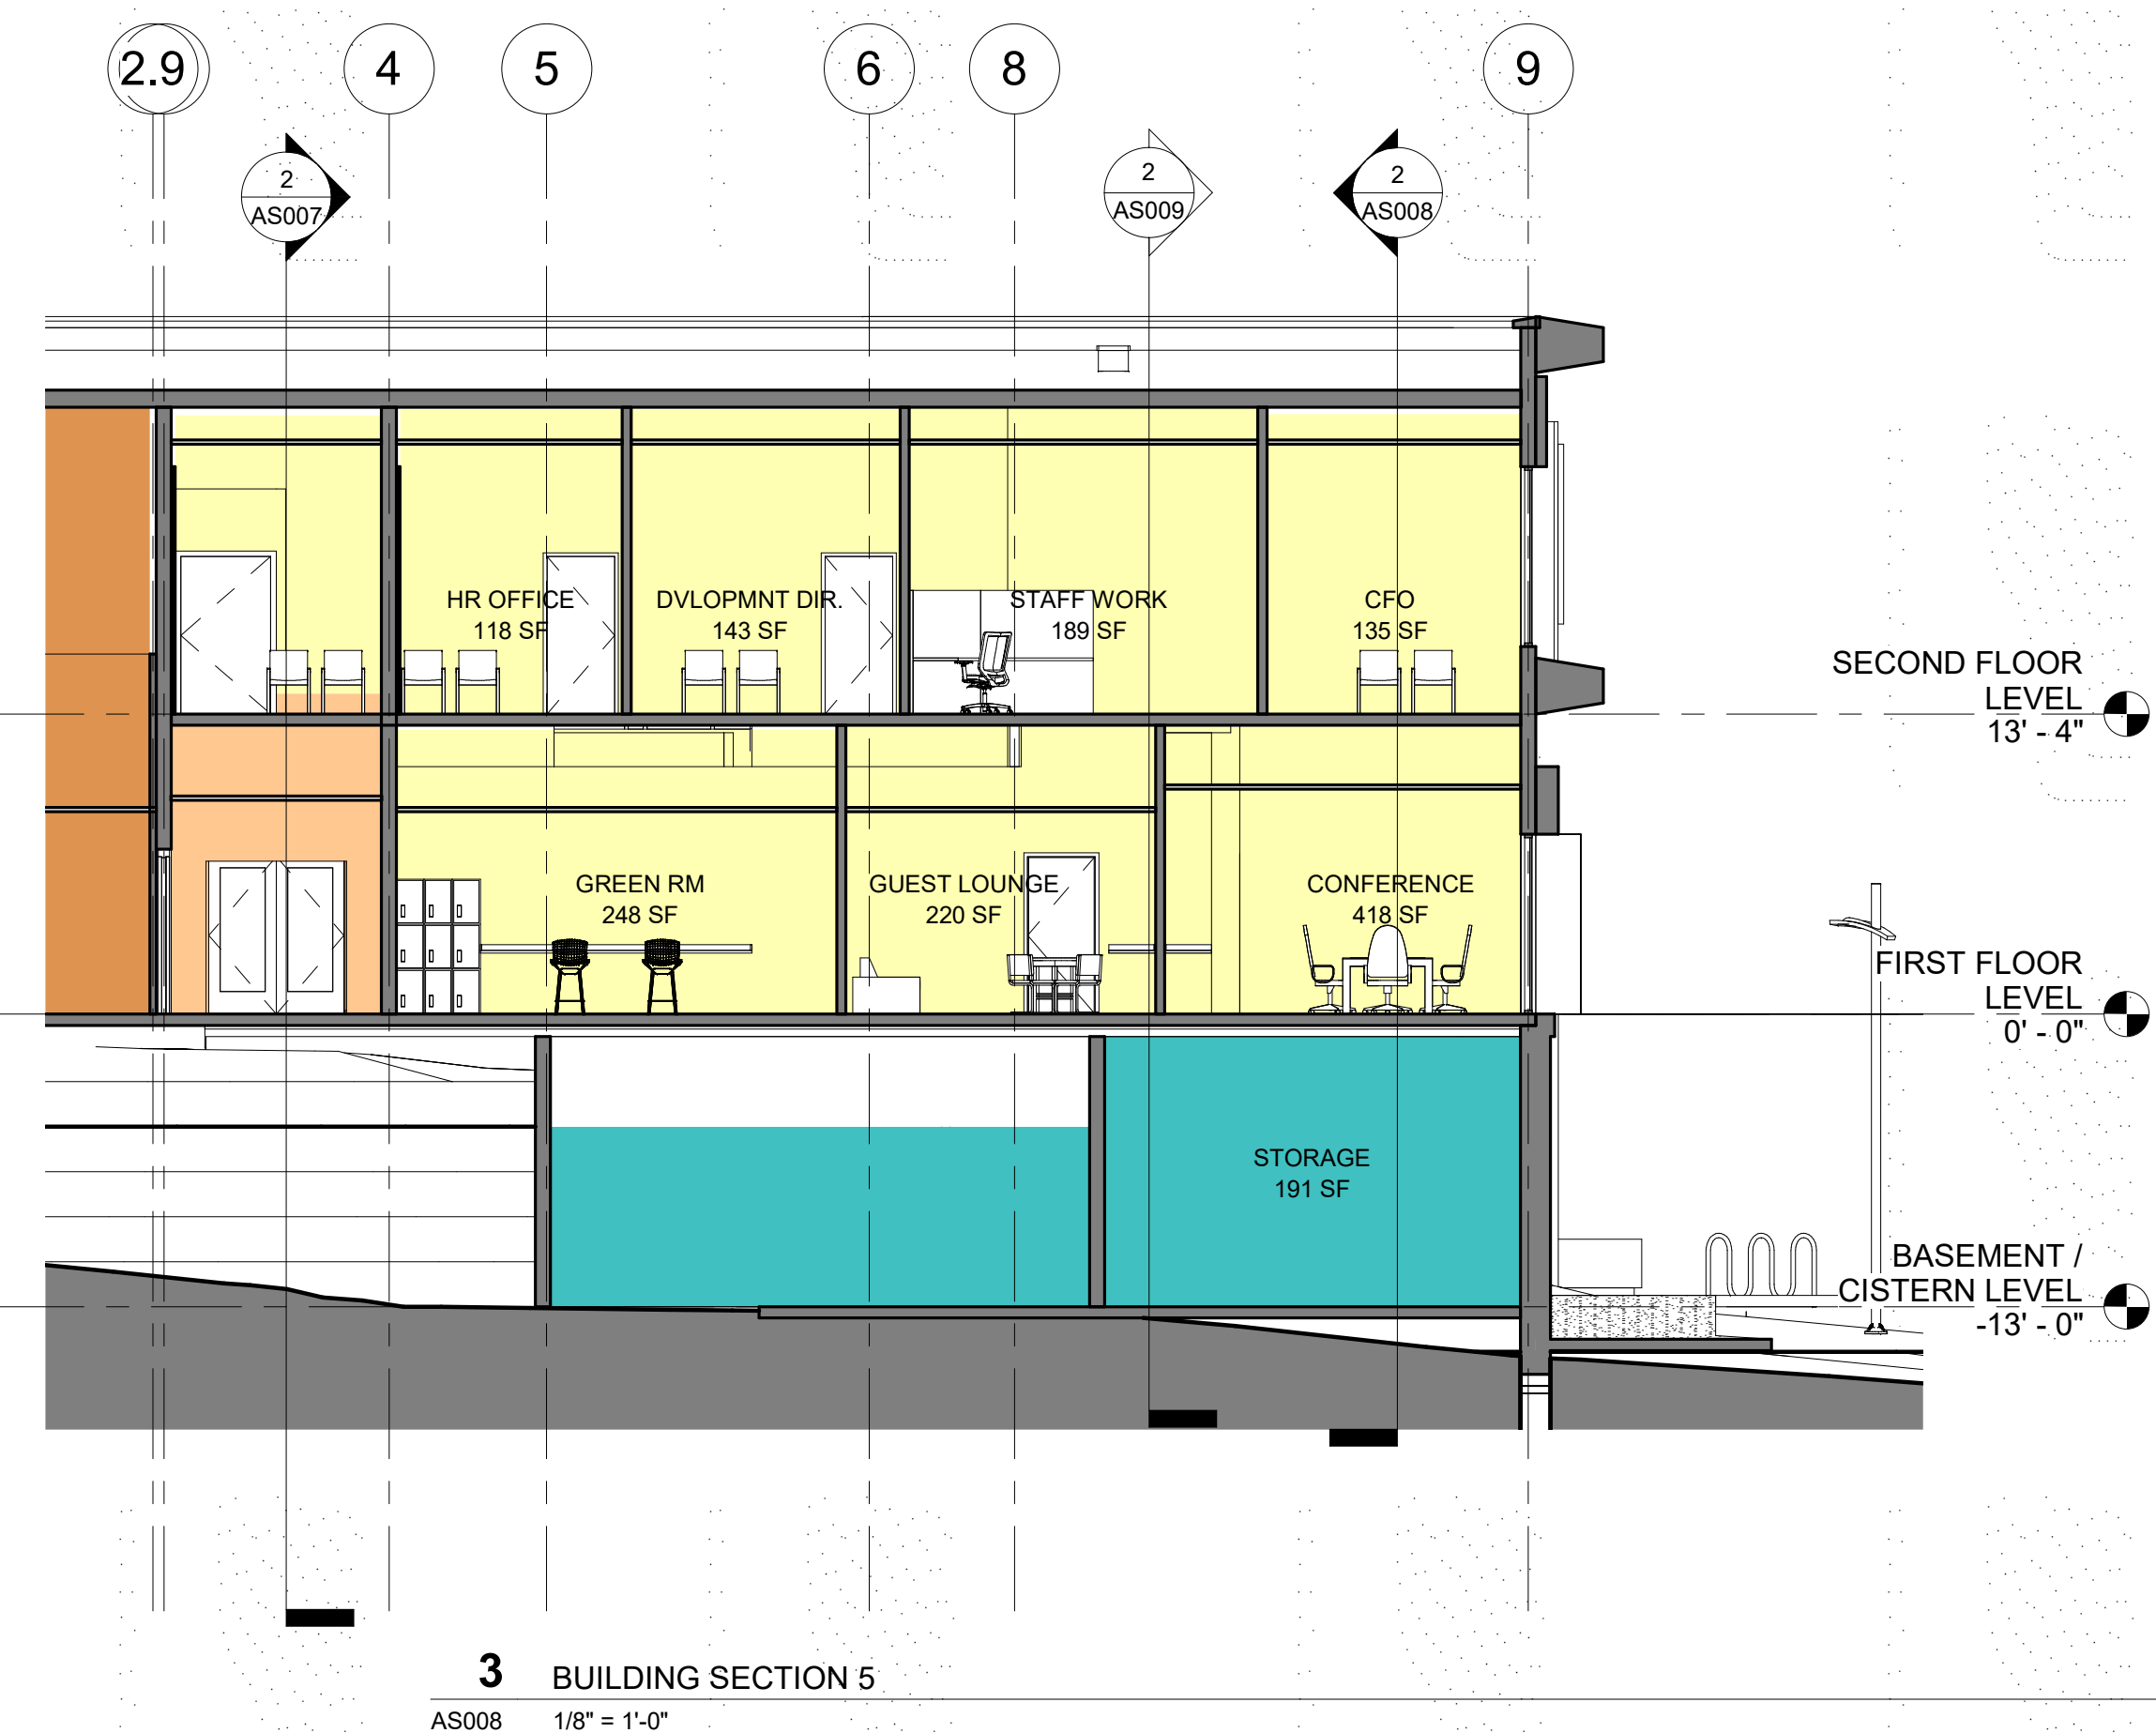 2.9
4
5
6
8
9
2
AS007
2
AS009
2
AS008
HR OFFICE
118 SF
DVLOPMNT DIR.
143 SF
STAFF WORK
189 SF
CFO
135 SF
SECOND FLOOR
LEVEL
13' - 4"
GREEN RM
248 SF
GUEST LOUNGE
220 SF
CONFERENCE
418 SF
FIRST FLOOR
LEVEL
0' - 0"
STORAGE
191 SF
BASEMENT /
CISTERN LEVEL
-13' - 0"
3 BUILDING SECTION 5
AS008 1/8" = 1'-0"